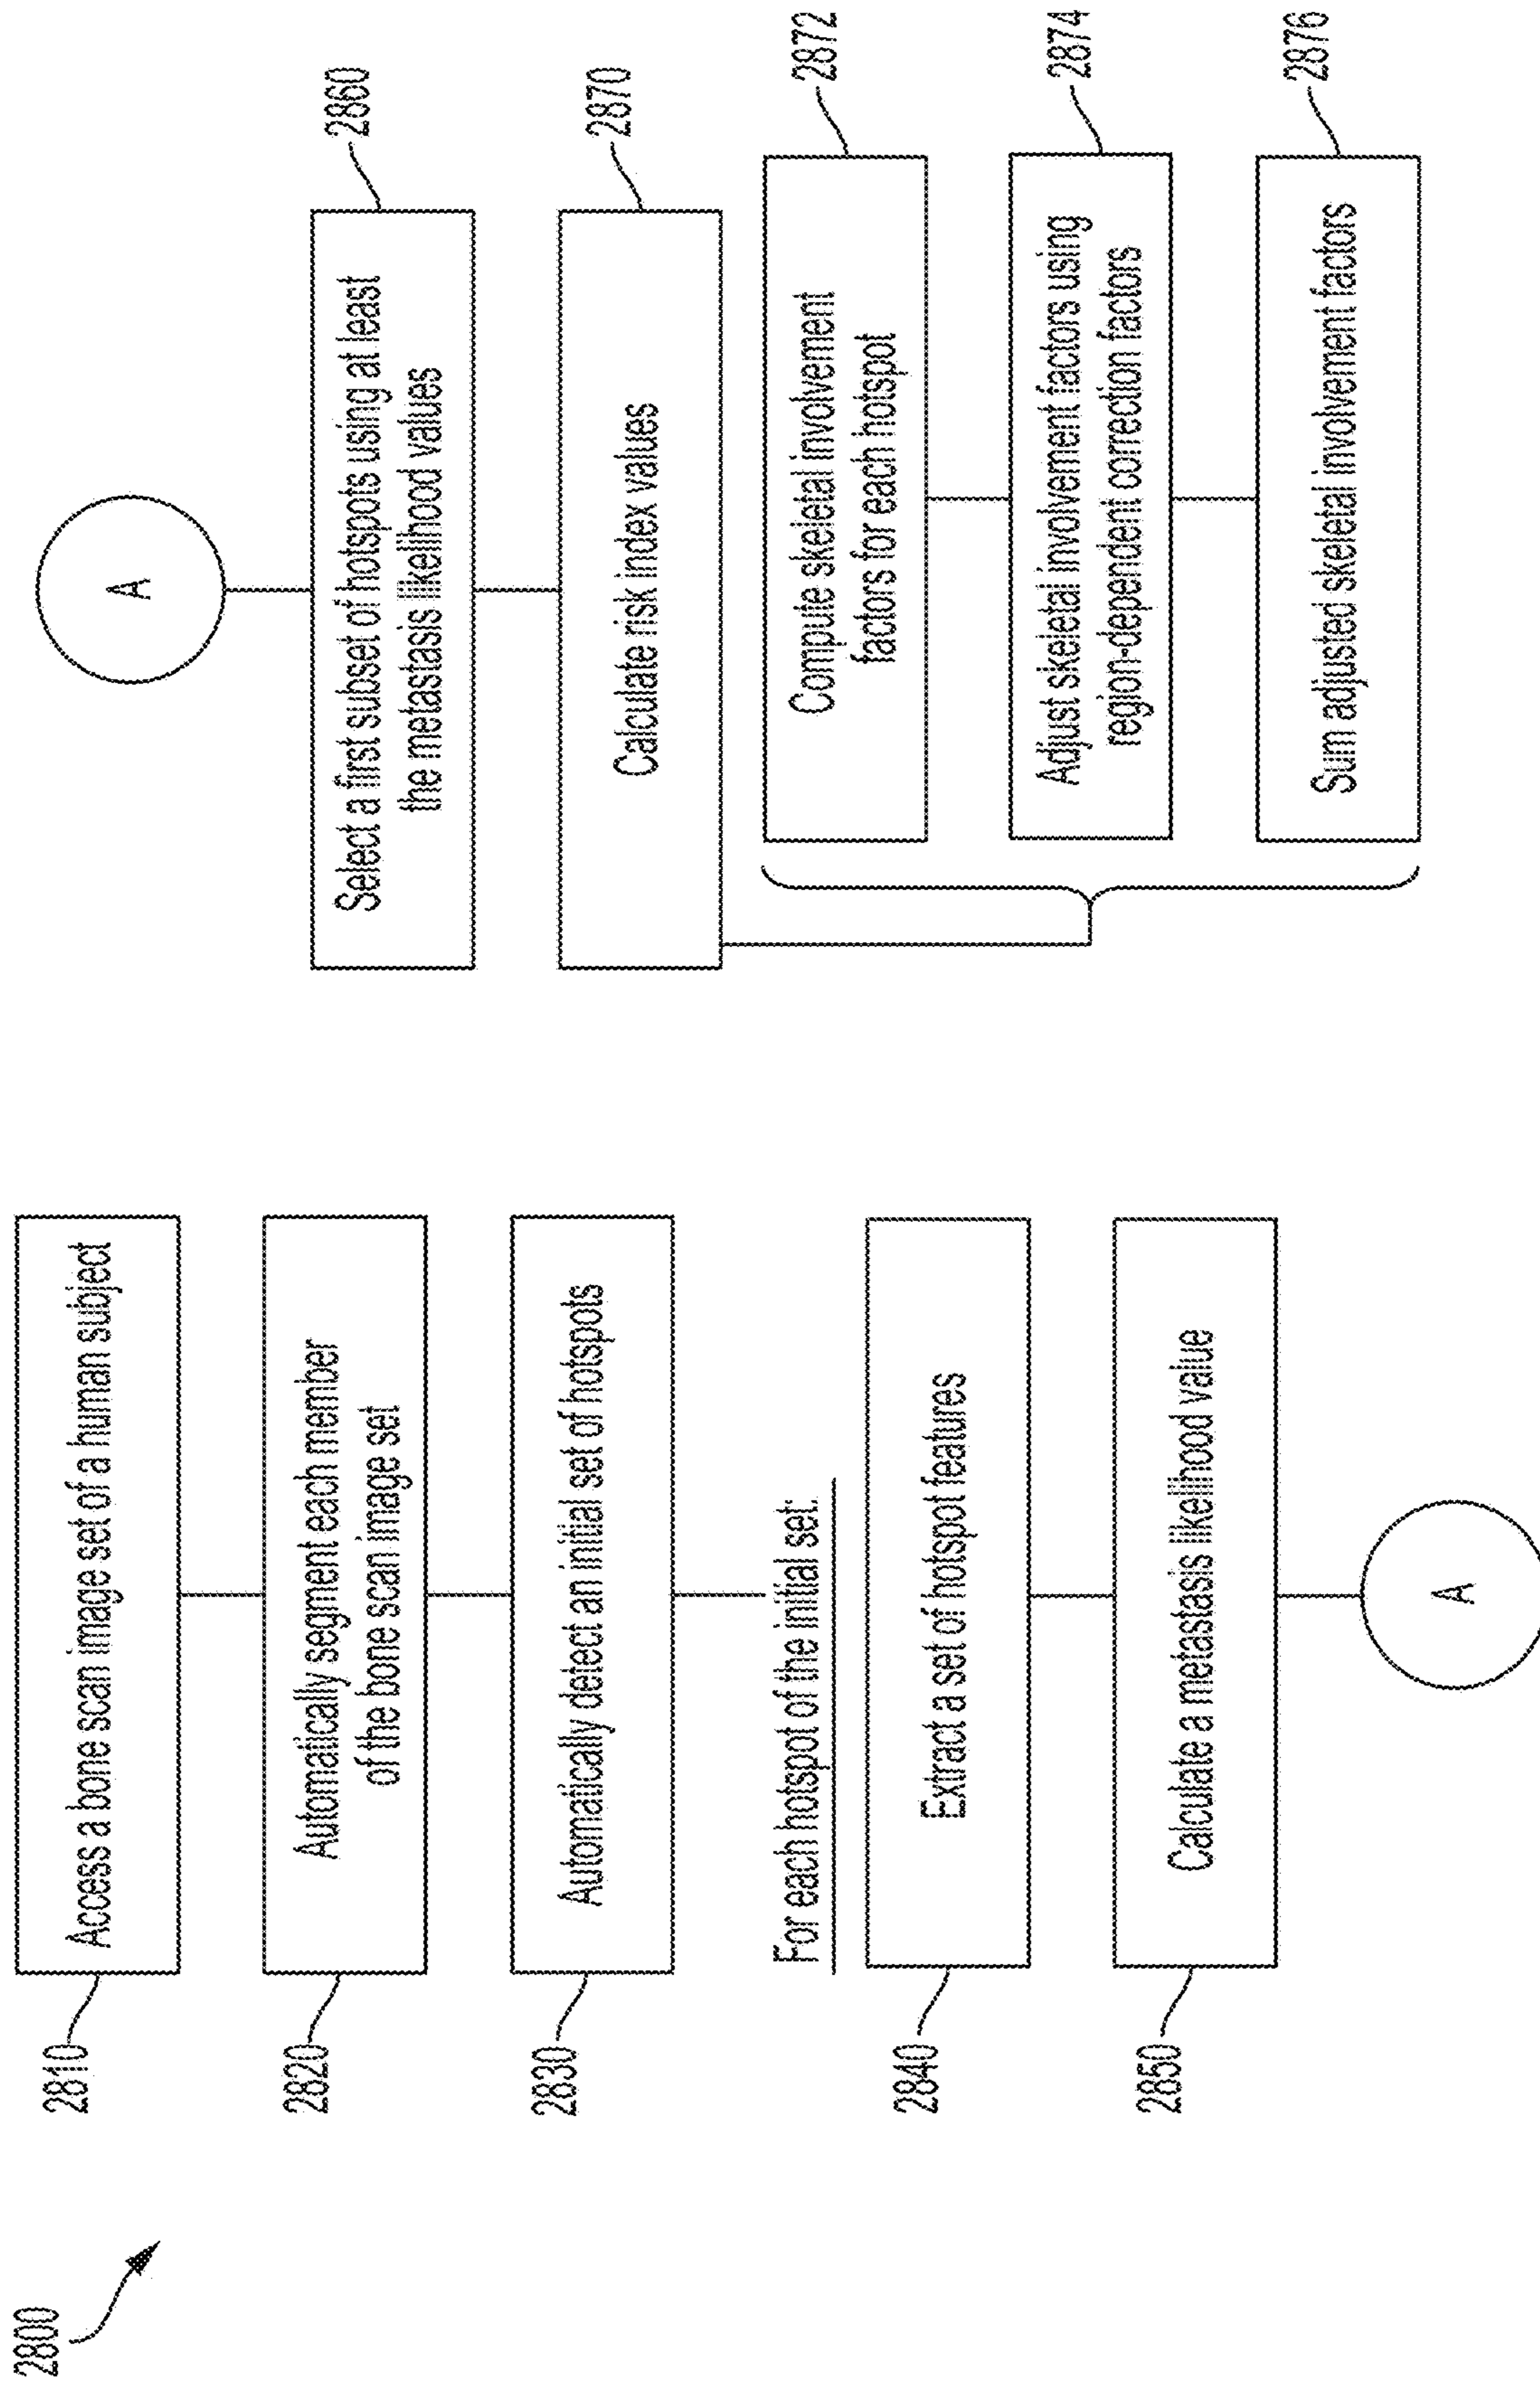 2800
2810
Access a bone scan image set of a human subject
2820
Automatically segment each member
of the bone scan image set
2830
Automatically detect an initial set of hotspots
For each hotspot of the initial set:
2840
Extract a set of hotspot features
2850
Calculate a metastasis likelihood value
A
A
Select a first subset of hotspots using at least
the metastasis likelihood values
2860
Calculate risk index values
2870
Compute skeletal involvement
factors for each hotspot
2872
Adjust skeletal involvement factors using
region-dependent correction factors
2874
Sum adjusted skeletal involvement factors
2876